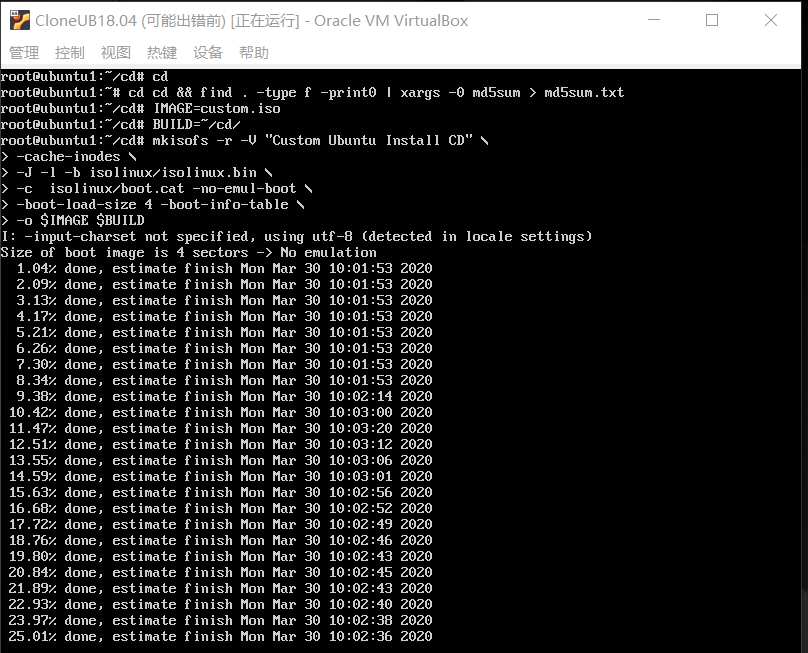 CloneUB18.04 (可能出错前) [正在运行] - Oracle VM VirtualBox
管理 控制 视图 热键 设备 帮助
root@ubuntu1:~/cd# cd
root@ubuntu1:~# cd cd && find . -type f -print0 | xargs -0 md5sum > md5sum.txt
root@ubuntu1:~/cd# IMAGE=custom.iso
root@ubuntu1:~/cd# BUILD=~/cd/
root@ubuntu1:~/cd# mkisofs -r -V "Custom Ubuntu Install CD" \
> -cache-inodes \
> -J -l -b isolinux/isolinux.bin \
> -c  isolinux/boot.cat -no-emul-boot \
> -boot-load-size 4 -boot-info-table \
> -o $IMAGE $BUILD
I: -input-charset not specified, using utf-8 (detected in locale settings)
Size of boot image is 4 sectors -> No emulation
  1.04% done, estimate finish Mon Mar 30 10:01:53 2020
  2.09% done, estimate finish Mon Mar 30 10:01:53 2020
  3.13% done, estimate finish Mon Mar 30 10:01:53 2020
  4.17% done, estimate finish Mon Mar 30 10:01:53 2020
  5.21% done, estimate finish Mon Mar 30 10:01:53 2020
  6.26% done, estimate finish Mon Mar 30 10:01:53 2020
  7.30% done, estimate finish Mon Mar 30 10:01:53 2020
  8.34% done, estimate finish Mon Mar 30 10:01:53 2020
  9.38% done, estimate finish Mon Mar 30 10:02:14 2020
 10.42% done, estimate finish Mon Mar 30 10:03:00 2020
 11.47% done, estimate finish Mon Mar 30 10:03:20 2020
 12.51% done, estimate finish Mon Mar 30 10:03:12 2020
 13.55% done, estimate finish Mon Mar 30 10:03:06 2020
 14.59% done, estimate finish Mon Mar 30 10:03:01 2020
 15.63% done, estimate finish Mon Mar 30 10:02:56 2020
 16.68% done, estimate finish Mon Mar 30 10:02:52 2020
 17.72% done, estimate finish Mon Mar 30 10:02:49 2020
 18.76% done, estimate finish Mon Mar 30 10:02:46 2020
 19.80% done, estimate finish Mon Mar 30 10:02:43 2020
 20.84% done, estimate finish Mon Mar 30 10:02:45 2020
 21.89% done, estimate finish Mon Mar 30 10:02:43 2020
 22.93% done, estimate finish Mon Mar 30 10:02:40 2020
 23.97% done, estimate finish Mon Mar 30 10:02:38 2020
 25.01% done, estimate finish Mon Mar 30 10:02:36 2020